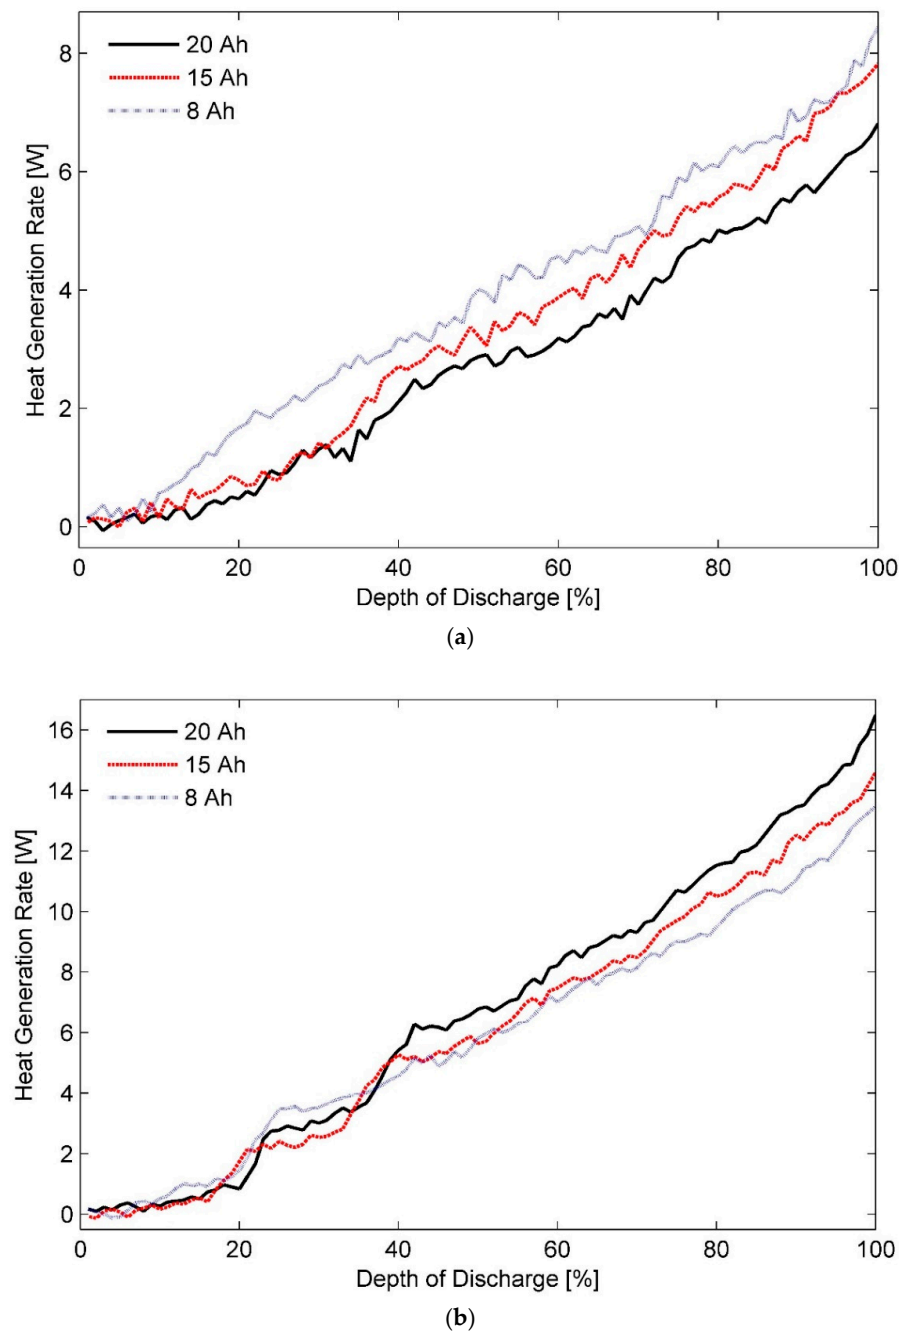 20 Ah
15 Ah
8 Ah
Heat Generation Rate [W]
8
6
4
2
0
0 20 40 60 80 100
Depth of Discharge [%]
(a)
20 Ah
15 Ah
8 Ah
Heat Generation Rate [W]
16
14
12
10
8
6
4
2
0
0 20 40 60 80 100
Depth of Discharge [%]
(b)